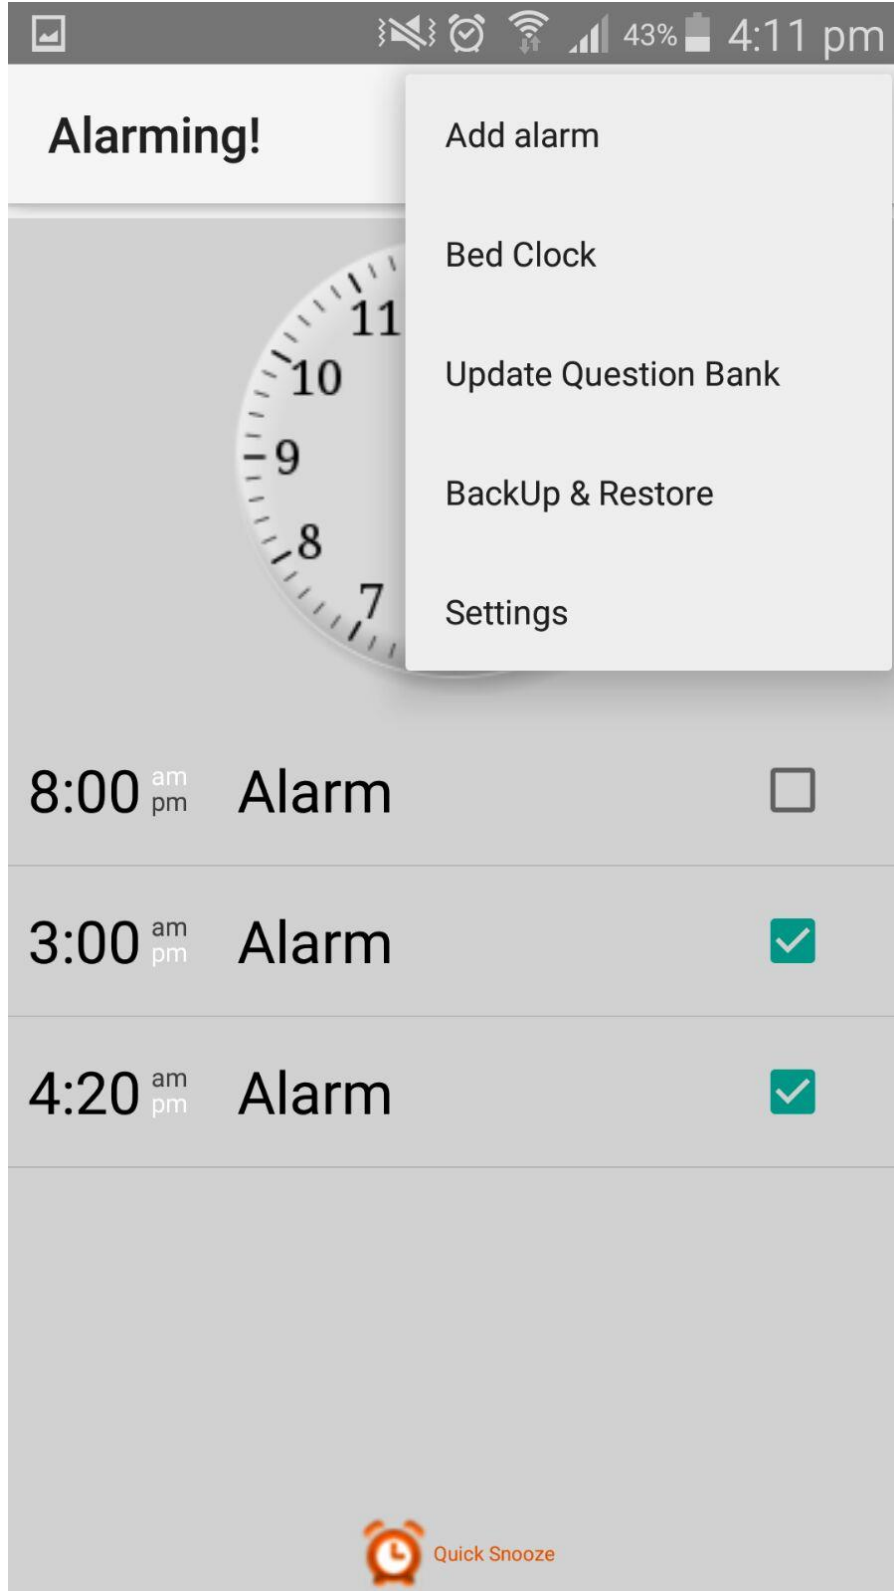 43% 4:11 pm
Alarming!
Add alarm
Bed Clock
Update Question Bank
BackUp & Restore
Settings
11
10
9
8
7
8:00 am pm Alarm
3:00 am pm Alarm
4:20 am pm Alarm
Quick Snooze